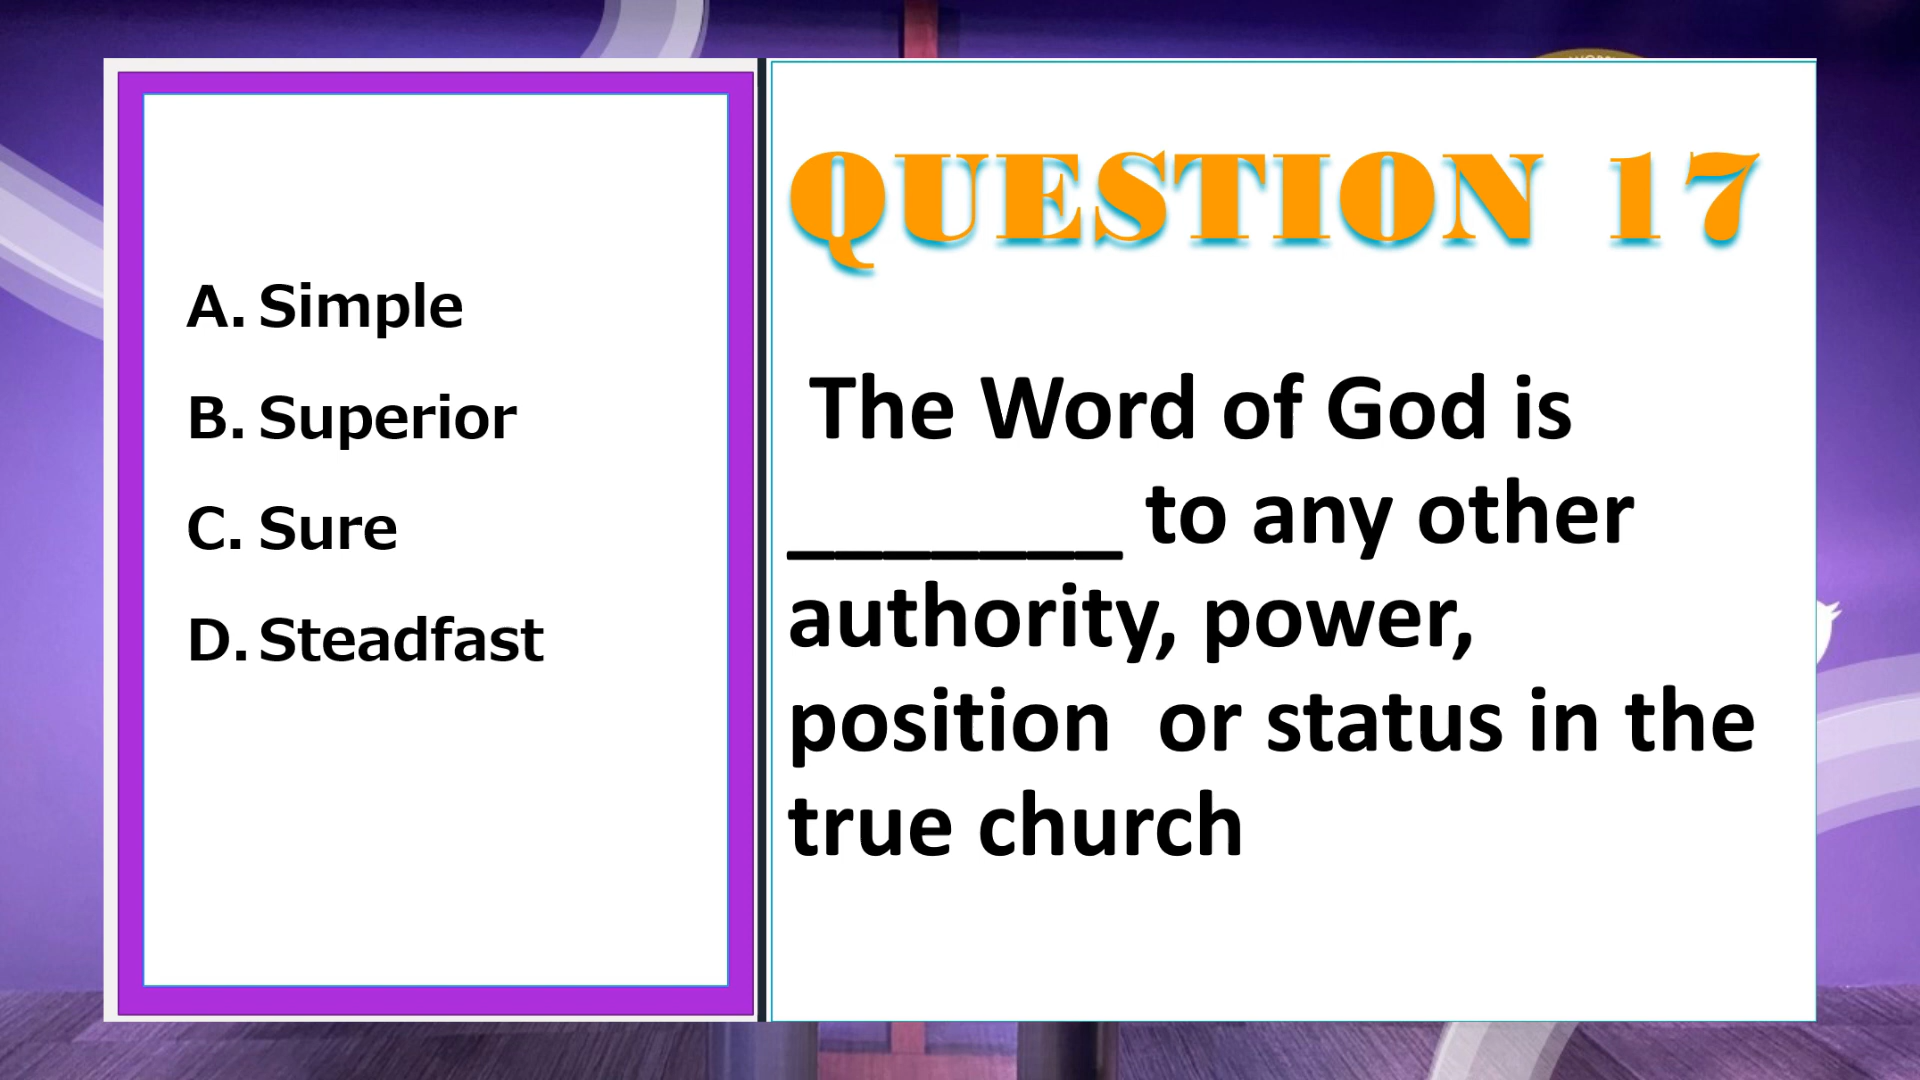 A. Simple
B. Superior
C. Sure
D. Steadfast
QUESTION 17
The Word of God is
_______ to any other
authority, power,
position or status in the
true church